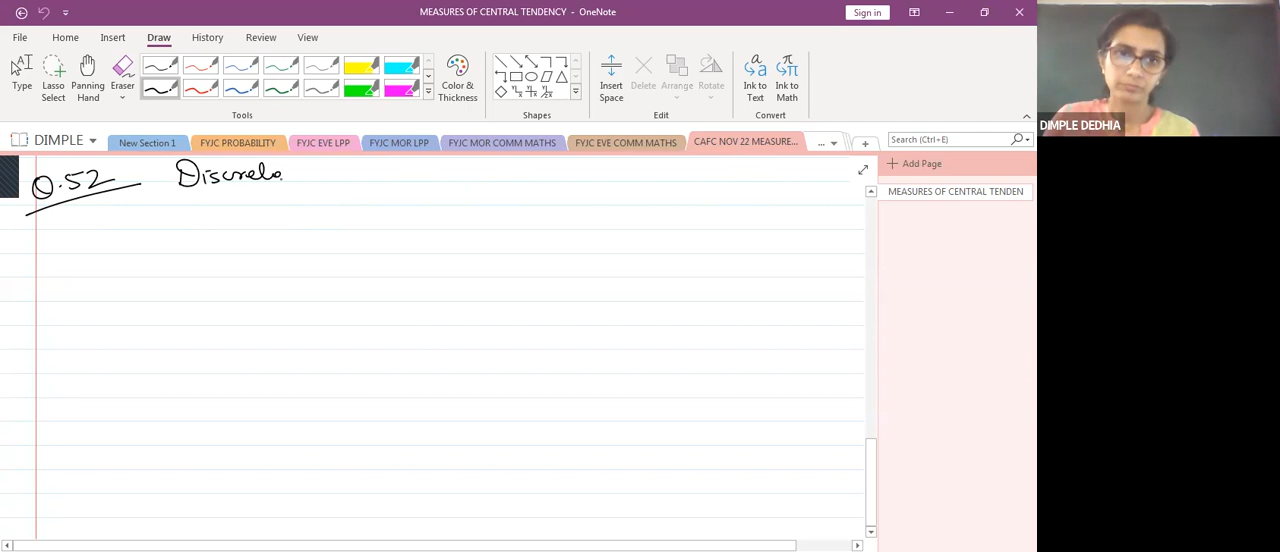 MEASURES OF CENTRAL TENDENCY - OneNote
Sign in
File Home Insert Draw History Review View
Type
Lasso Select
Panning Hand
Eraser
Color & Thickness
Insert Space
Delete
Arrange
Rotate
Ink to Text
Ink to Math
Tools
Shapes
Edit
Convert
DIMPLE
New Section 1
FYJC PROBABILITY
FYJC EVE LPP
FYJC MOR LPP
FYJC MOR COMM MATHS
FYJC EVE COMM MATHS
CAFC NOV 22 MEASURE...
...
Search (Ctrl+E)
Add Page
MEASURES OF CENTRAL TENDEN
Q.52 Discrete
DIMPLE DEDHIA